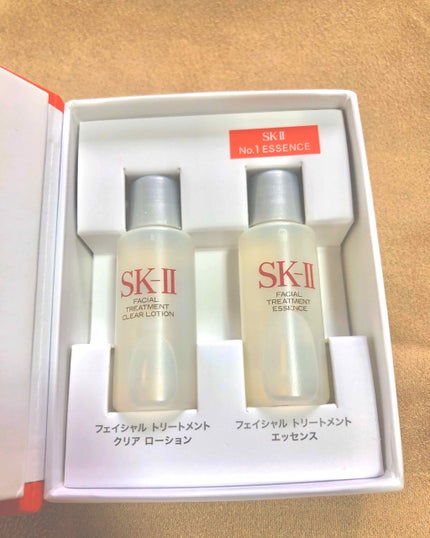 SK-II
No.1 ESSENCE
SK-II
FACIAL
TREATMENT
CLEAR LOTION
SK-II
FACIAL
TREATMENT
ESSENCE
フェイシャル トリートメント
クリア ローション
フェイシャル トリートメント
エッセンス